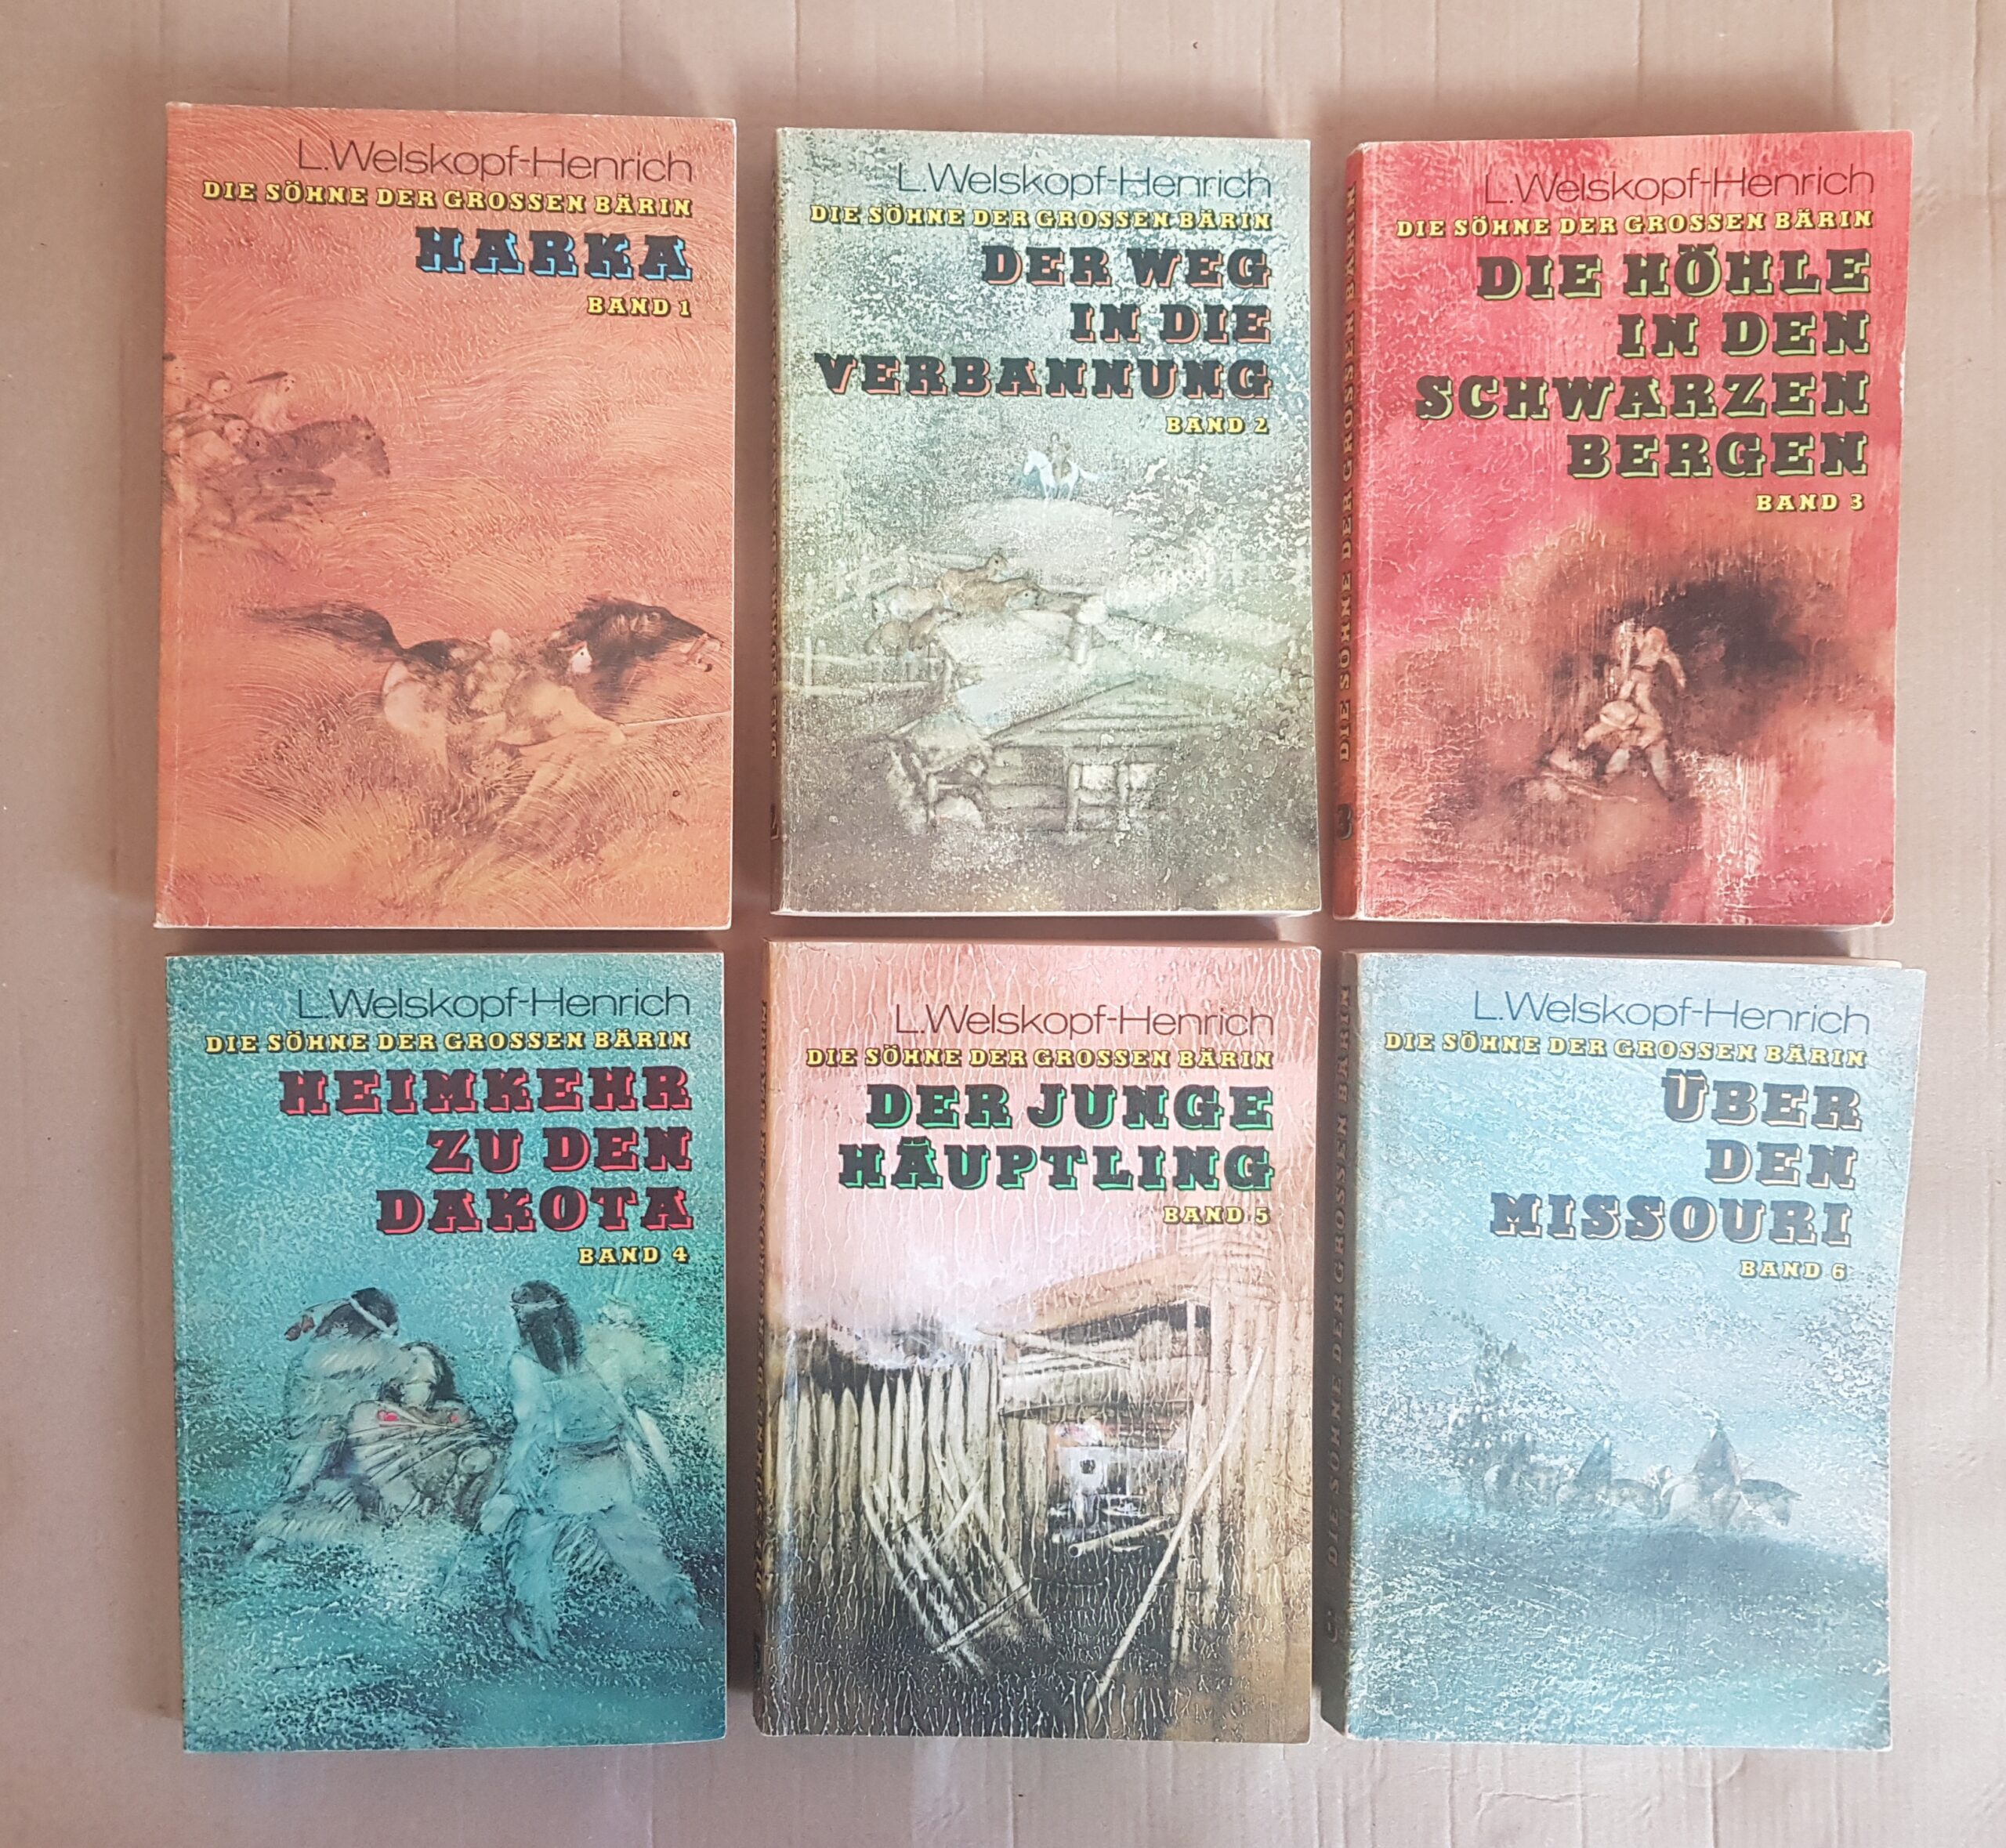 L.Welskopf-Henrich
DIE SÖHNE DER GROSSEN BÄRIN
HARKA
BAND 1
L.Welskopf-Henrich
DIE SÖHNE DER GROSSEN BÄRIN
DER WEG
IN DIE
VERBANNUNG
BAND 2
DIE SÖHNE DER GROSSEN BÄRIN
3
L.Welskopf-Henrich
DIE SÖHNE DER GROSSEN BÄRIN
DIE HÖHLE
IN DEN
SCHWARZEN
BERGEN
BAND 3
L.Welskopf-Henrich
DIE SÖHNE DER GROSSEN BÄRIN
HEIMKEHR
ZU DEN
DAKOTA
BAND 4
L.Welskopf-Henrich
DIE SÖHNE DER GROSSEN BÄRIN
DER JUNGE
HÄUPTLING
BAND 5
DIE SÖHNE DER GROSSEN BÄRIN
6
L.Welskopf-Henrich
DIE SÖHNE DER GROSSEN BÄRIN
ÜBER
DEN
MISSOURI
BAND 6